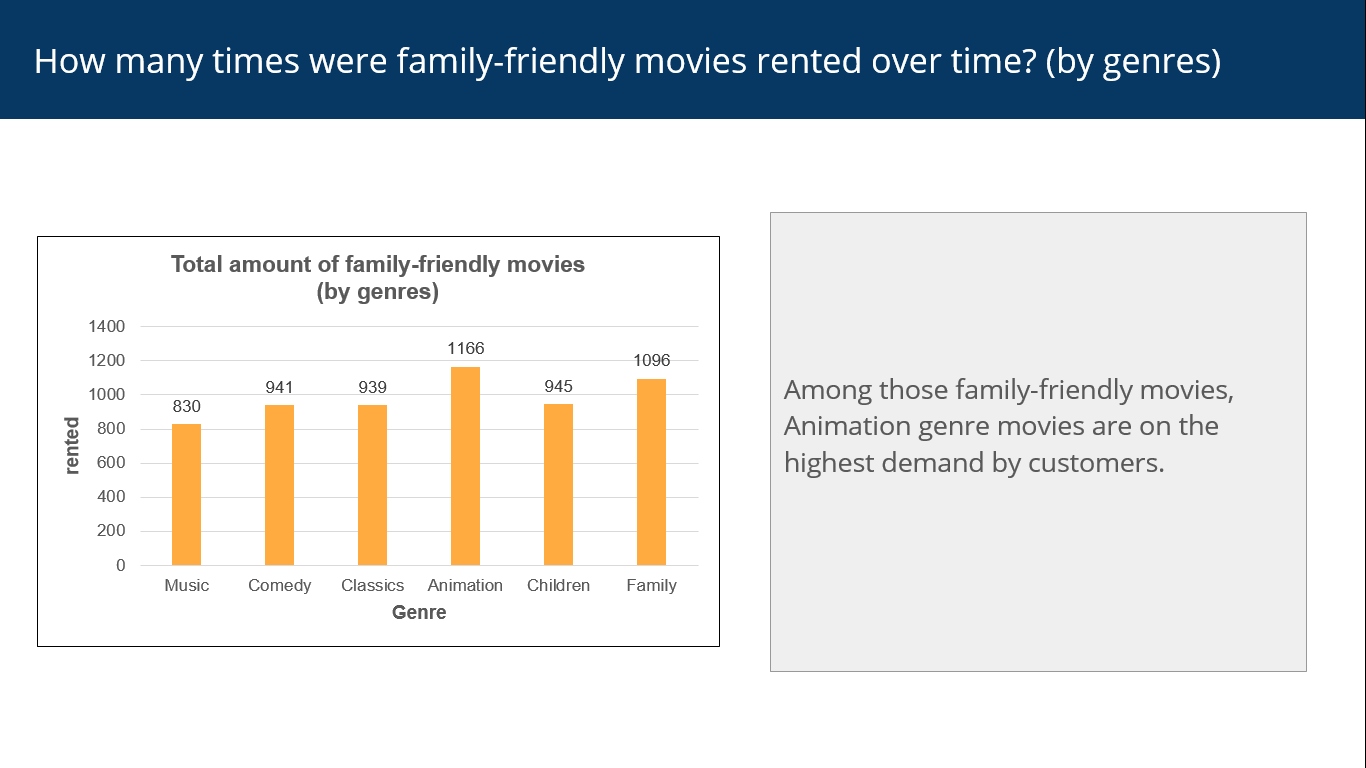 How many times were family-friendly movies rented over time? (by genres)
Total amount of family-friendly movies
(by genres)
1400
1200
1000
800
600
400
200
0
rented
830
941
939
1166
945
1096
Music Comedy Classics Animation Children Family
Genre
Among those family-friendly movies,
Animation genre movies are on the
highest demand by customers.